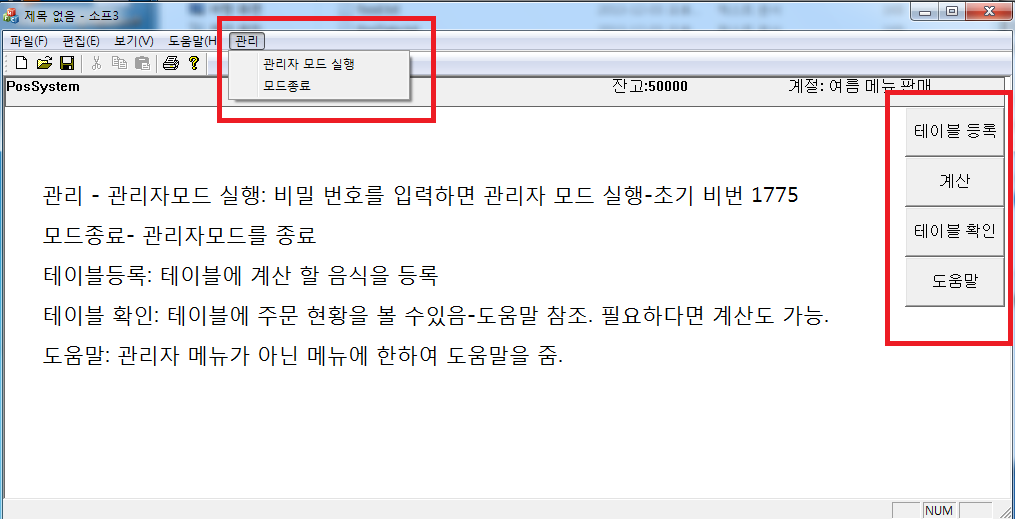 제목 없음 - 소프3
파일(F) 편집(E) 보기(V) 도움말(H 관리
관리자 모드 실행
모드종료
PosSystem 잔고:50000 계절: 여름 메뉴 판매
테이블 등록
계산
테이블 확인
도움말
관리 - 관리자모드 실행: 비밀 번호를 입력하면 관리자 모드 실행-초기 비번 1775
모드종료- 관리자모드를 종료
테이블등록: 테이블에 계산 할 음식을 등록
테이블 확인: 테이블에 주문 현황을 볼 수있음-도움말 참조. 필요하다면 계산도 가능.
도움말: 관리자 메뉴가 아닌 메뉴에 한하여 도움말을 줌.
NUM